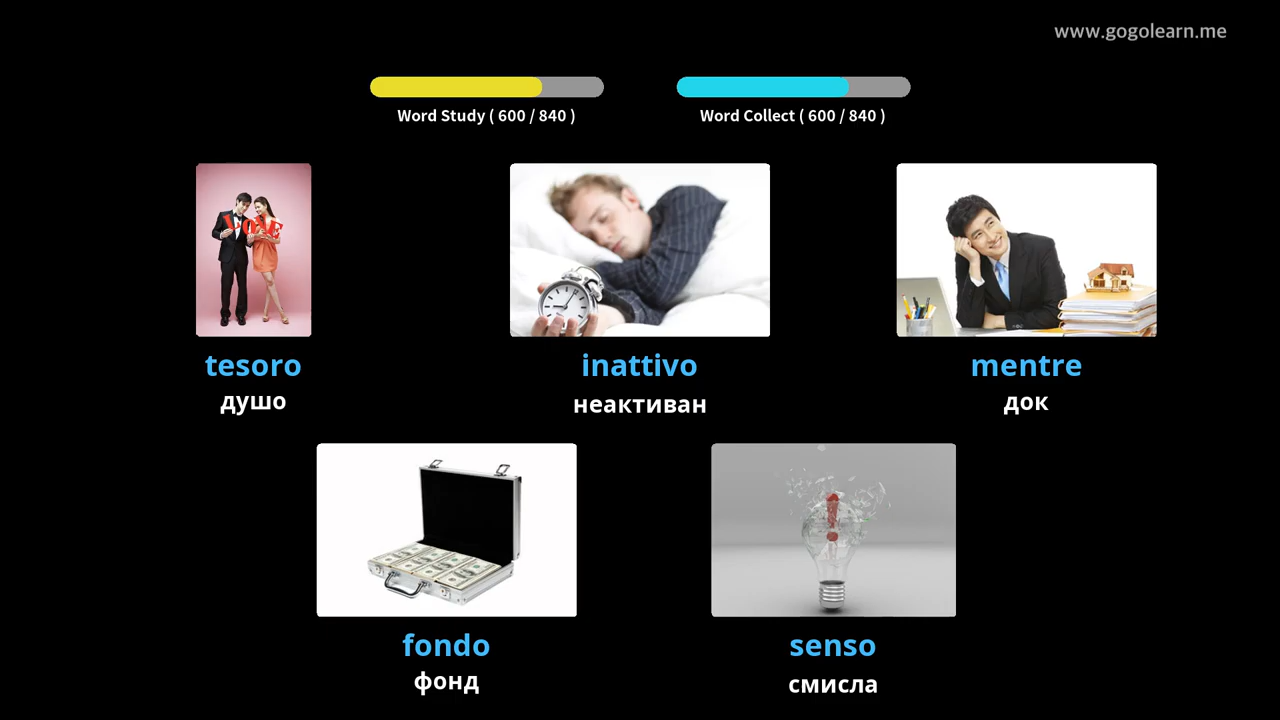 www.gogolearn.me
Word Study ( 600 / 840 )
Word Collect ( 600 / 840 )
LOVE
tesoro
душо
inattivo
неактиван
mentre
док
fondo
фонд
senso
смисла